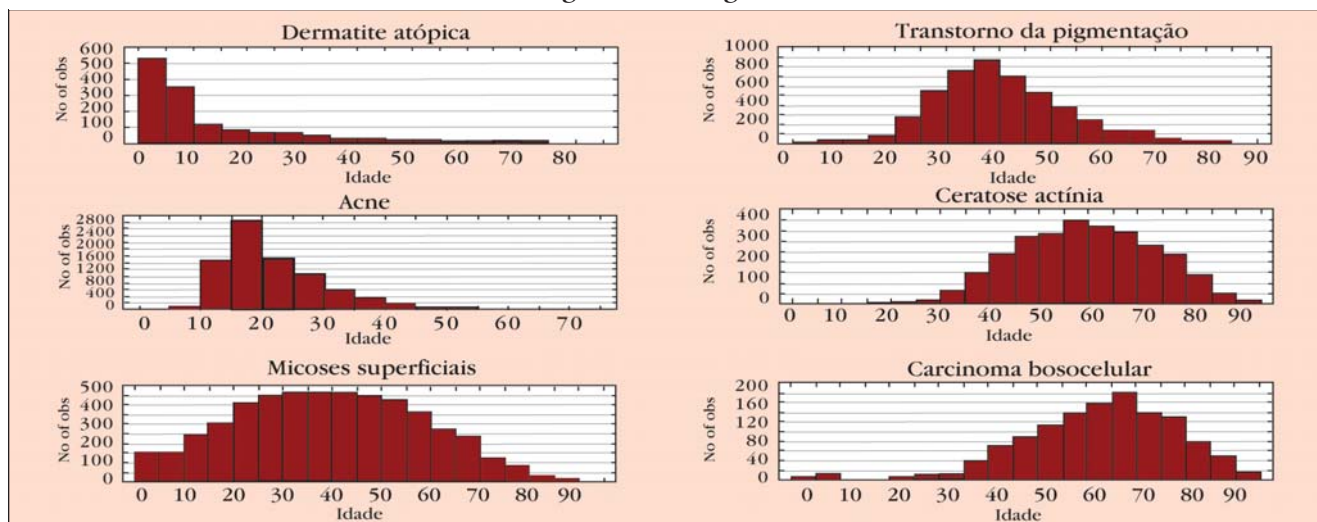 Dermatite atópica
600
500
400
300
200
100
0
No of obs
0 10 20 30 40 50 60 70 80
Idade
Acne
2800
2400
2000
1600
1200
800
400
0
No of obs
0 10 20 30 40 50 60 70
Idade
Micoses superficiais
500
400
300
200
100
0
No of obs
0 10 20 30 40 50 60 70 80 90
Idade
Transtorno da pigmentação
1000
800
600
400
200
0
No of obs
0 10 20 30 40 50 60 70 80 90
Idade
Ceratose actínia
400
300
200
100
0
No of obs
0 10 20 30 40 50 60 70 80 90
Idade
Carcinoma bosocelular
200
160
120
80
40
0
No of obs
0 10 20 30 40 50 60 70 80 90
Idade